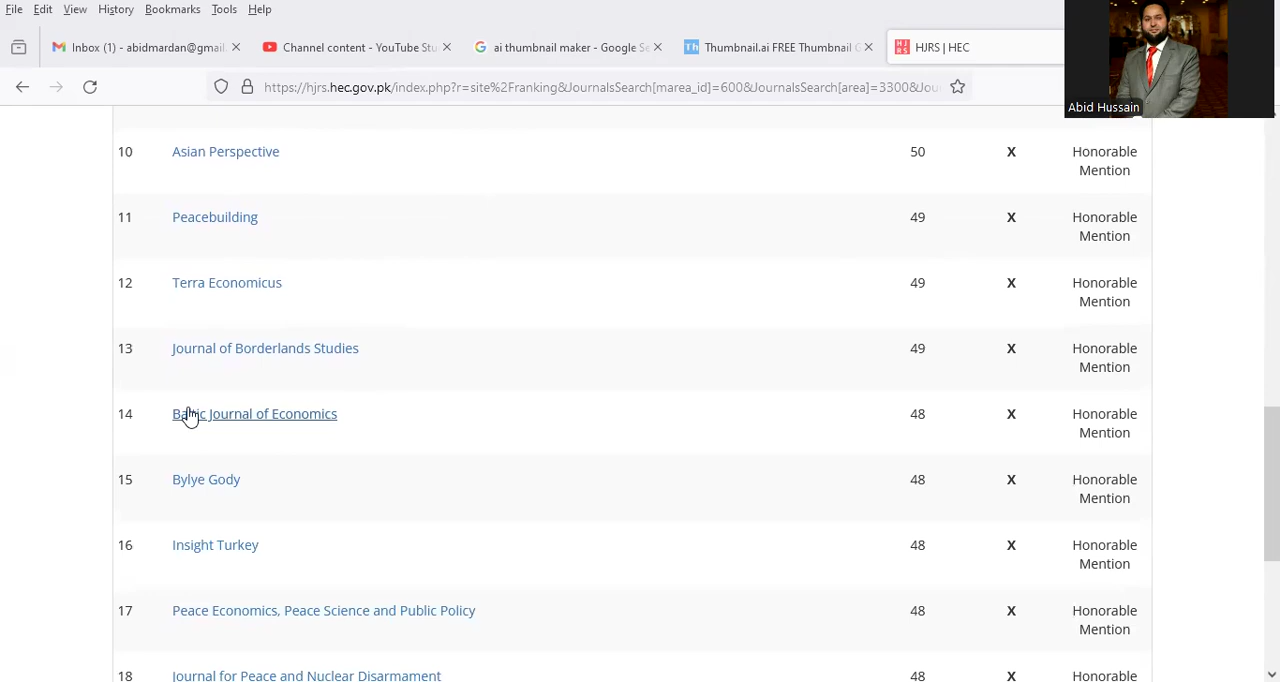 File Edit View History Bookmarks Tools Help
Inbox (1) - abidmardan@gmail
Channel content - YouTube Stu
ai thumbnail maker - Google Se
Th Thumbnail.ai FREE Thumbnail G
HJRS HJRS | HEC
https://hjrs.hec.gov.pk/index.php?r=site%2Franking&JournalsSearch[marea_id]=600&JournalsSearch[area]=3300&Jou
Abid Hussain
10 Asian Perspective 50 X Honorable
Mention
11 Peacebuilding 49 X Honorable
Mention
12 Terra Economicus 49 X Honorable
Mention
13 Journal of Borderlands Studies 49 X Honorable
Mention
14 Baltic Journal of Economics 48 X Honorable
Mention
15 Bylye Gody 48 X Honorable
Mention
16 Insight Turkey 48 X Honorable
Mention
17 Peace Economics, Peace Science and Public Policy 48 X Honorable
Mention
18 Journal for Peace and Nuclear Disarmament 48 X Honorable